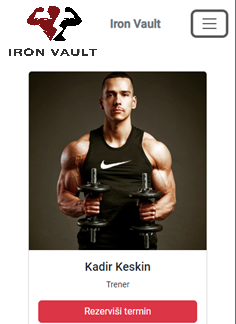 IRON VAULT
Iron Vault
Kadir Keskin
Trener
Rezerviši termin